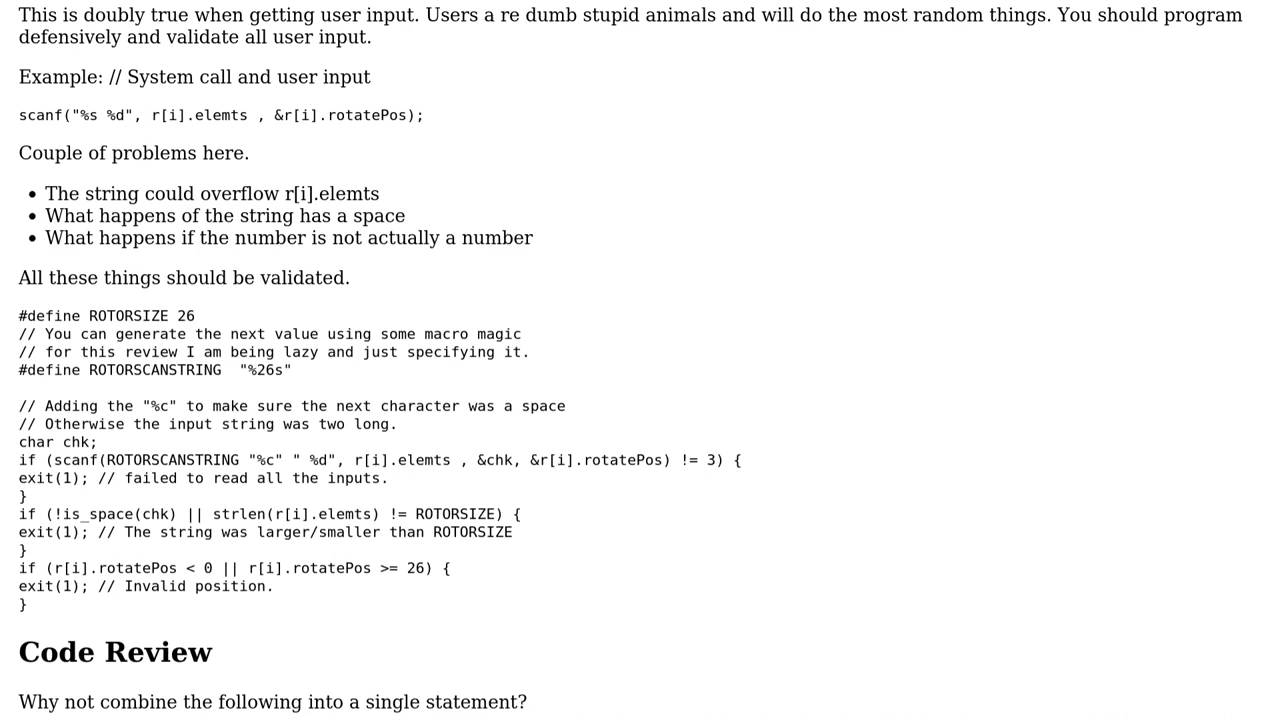 This is doubly true when getting user input. Users a re dumb stupid animals and will do the most random things. You should program
defensively and validate all user input.
Example: // System call and user input
scanf("%s %d", r[i].elemts , &r[i].rotatePos);
Couple of problems here.
• The string could overflow r[i].elemts
• What happens of the string has a space
• What happens if the number is not actually a number
All these things should be validated.
#define ROTORSIZE 26
// You can generate the next value using some macro magic
// for this review I am being lazy and just specifying it.
#define ROTORSCANSTRING  "%26s"
// Adding the "%c" to make sure the next character was a space
// Otherwise the input string was two long.
char chk;
if (scanf(ROTORSCANSTRING "%c" " %d", r[i].elemts , &chk, &r[i].rotatePos) != 3) {
exit(1); // failed to read all the inputs.
}
if (!is_space(chk) || strlen(r[i].elemts) != ROTORSIZE) {
exit(1); // The string was larger/smaller than ROTORSIZE
}
if (r[i].rotatePos < 0 || r[i].rotatePos >= 26) {
exit(1); // Invalid position.
}
Code Review
Why not combine the following into a single statement?